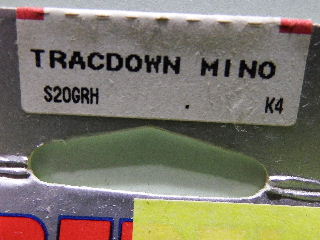 TRACDOWN MINO
S20GRH K4